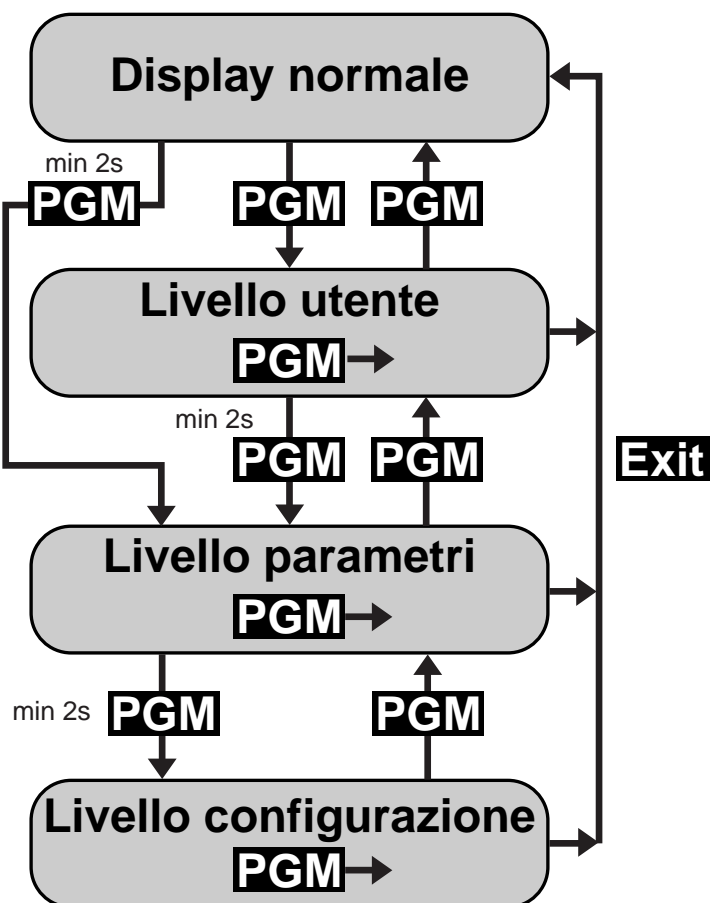 Display normale
min 2s
PGM PGM PGM
Livello utente
PGM
min 2s
PGM PGM
Exit
Livello parametri
PGM
min 2s PGM PGM
Livello configurazione
PGM